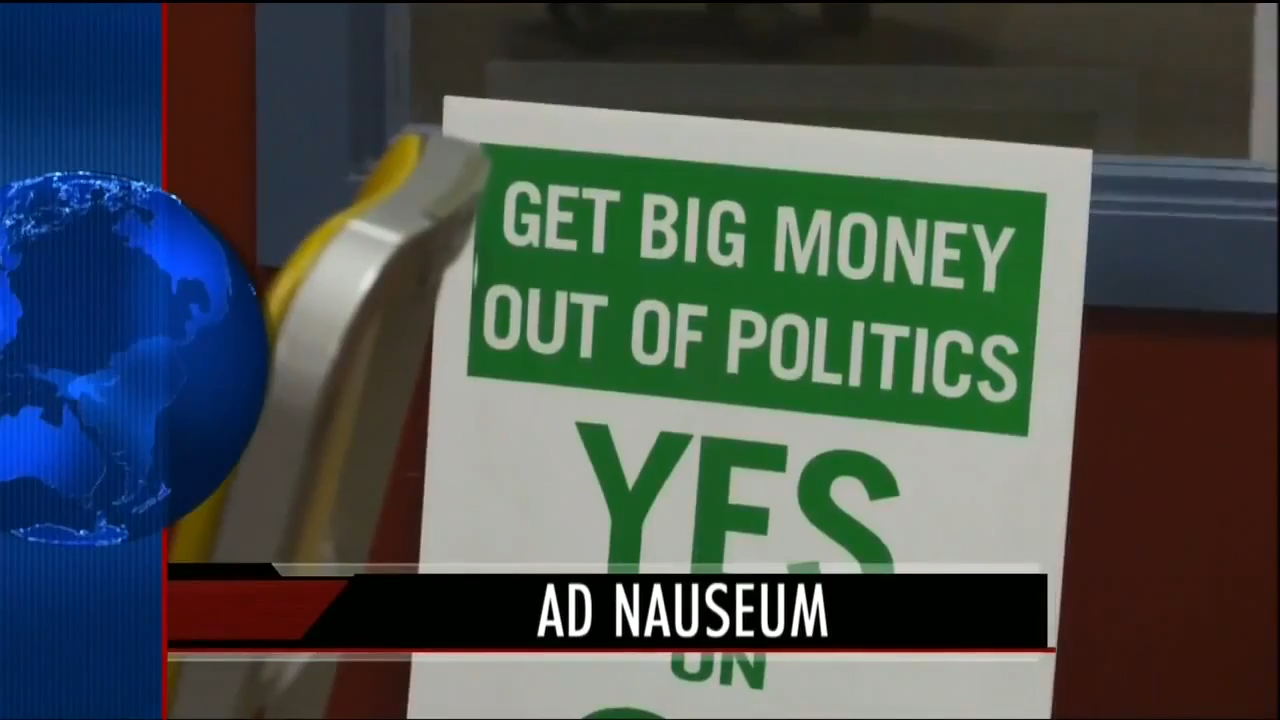 GET BIG MONEY
OUT OF POLITICS
YES
AD NAUSEUM
ON